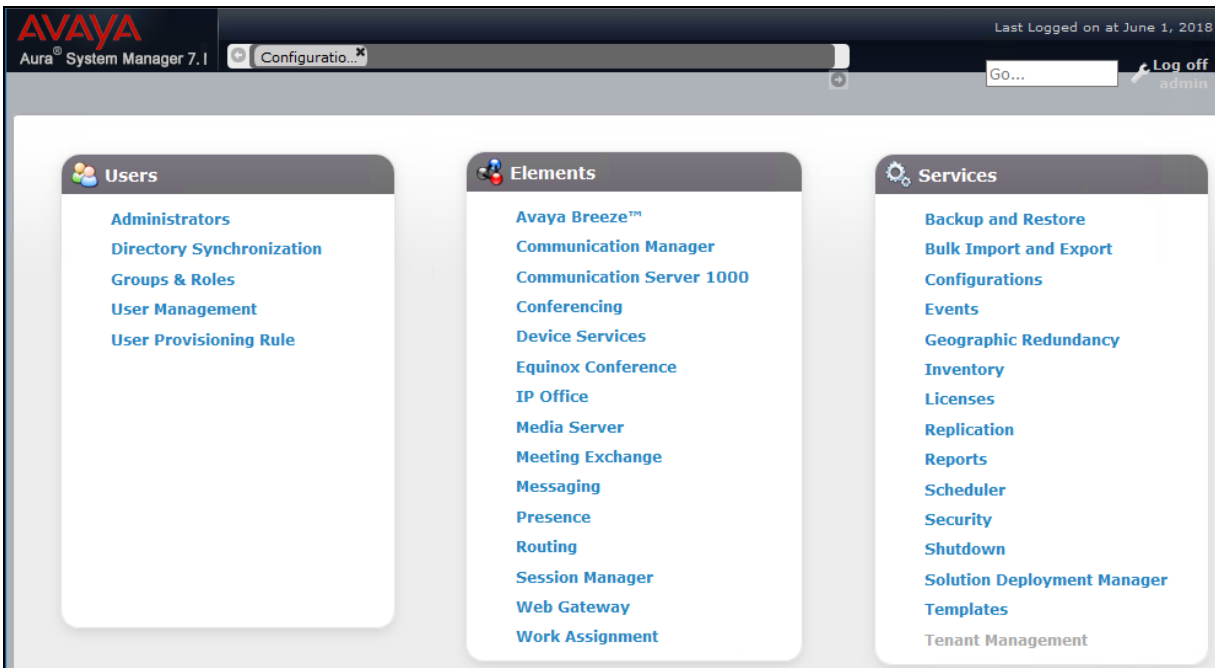 AVAYA
Last Logged on at June 1, 2018
Aura® System Manager 7.1
Configuratio...
Go...
Log off
admin
Users
Administrators
Directory Synchronization
Groups & Roles
User Management
User Provisioning Rule
Elements
Avaya Breeze™
Communication Manager
Communication Server 1000
Conferencing
Device Services
Equinox Conference
IP Office
Media Server
Meeting Exchange
Messaging
Presence
Routing
Session Manager
Web Gateway
Work Assignment
Services
Backup and Restore
Bulk Import and Export
Configurations
Events
Geographic Redundancy
Inventory
Licenses
Replication
Reports
Scheduler
Security
Shutdown
Solution Deployment Manager
Templates
Tenant Management